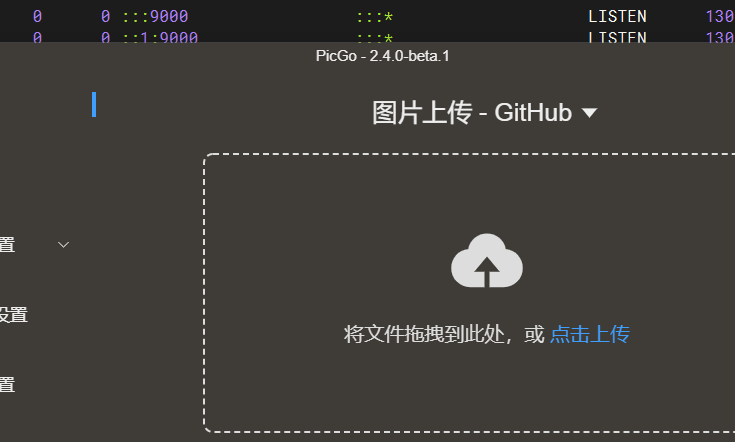 0 0 :::9000 :::* LISTEN 130
0 0 ::1:9000 :::* LISTEN 130
PicGo - 2.4.0-beta.1
图片上传 - GitHub
将文件拖拽到此处，或 点击上传
置
设置
置